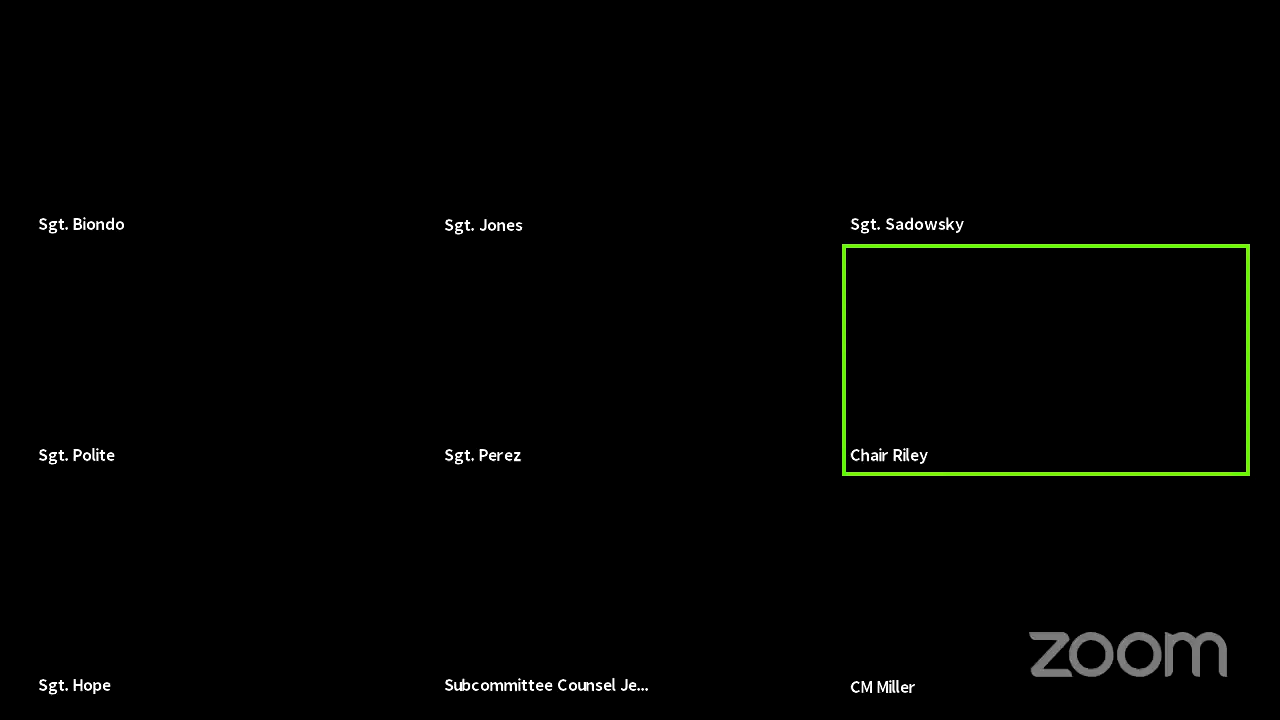 Sgt. Biondo
Sgt. Jones
Sgt. Sadowsky
Sgt. Polite
Sgt. Perez
Chair Riley
Sgt. Hope
Subcommittee Counsel Je...
CM Miller
zoom